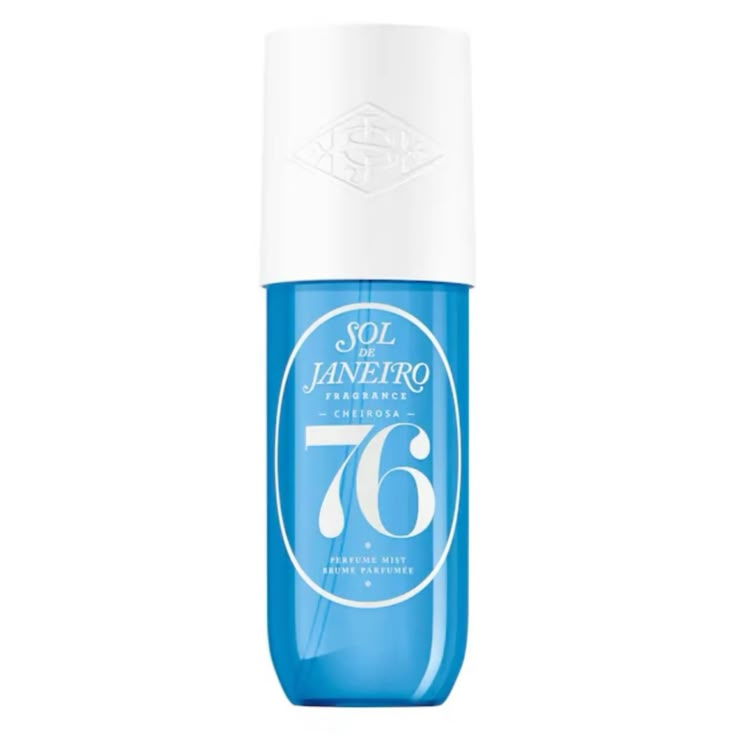 SOL
DE
JANEIRO
FRAGRANCE
– CHEIROSA –
76
PERFUME MIST
BRUME PARFUMÉE